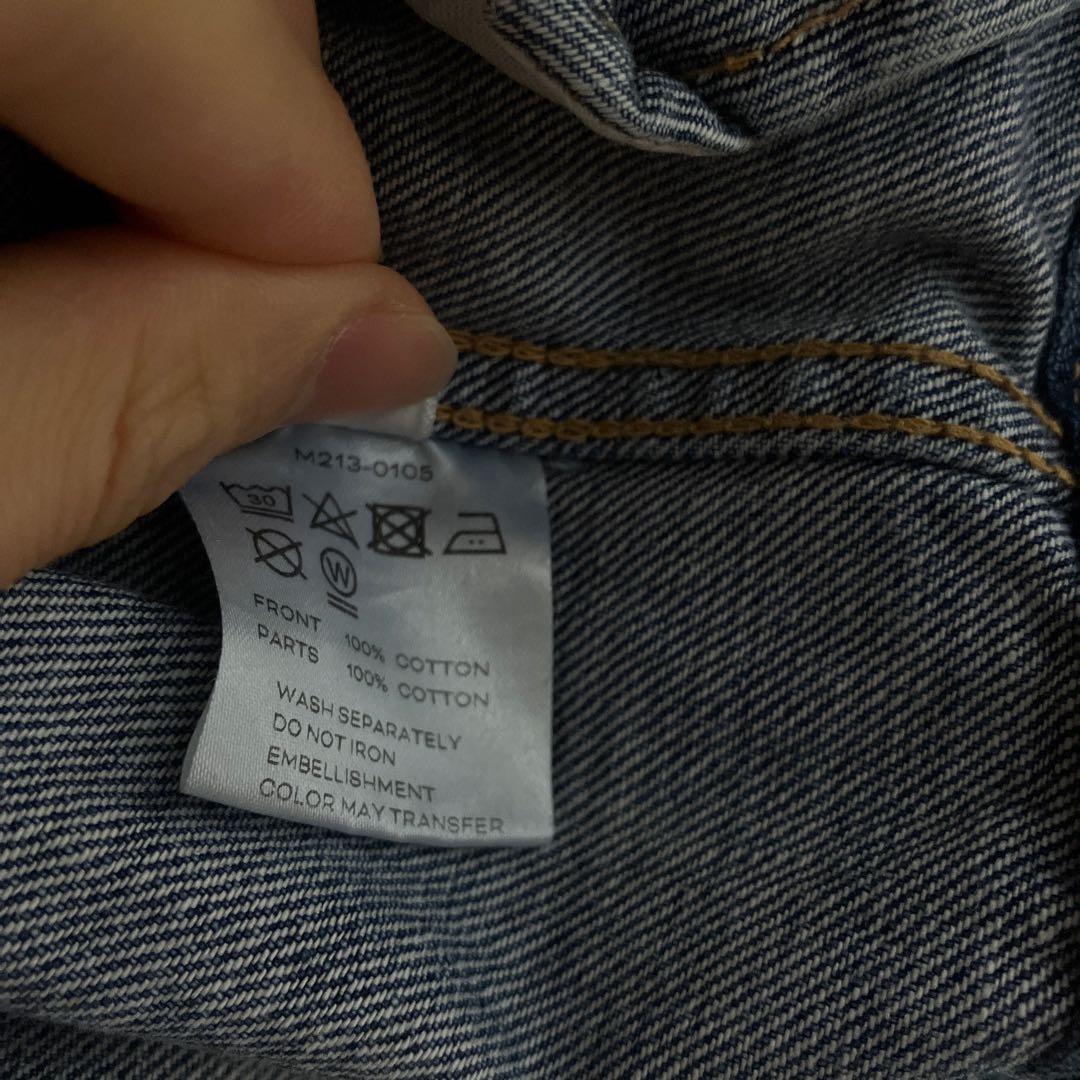 M213-0105
30
W
FRONT 100% COTTON
PARTS 100% COTTON
WASH SEPARATELY
DO NOT IRON
EMBELLISHMENT
COLOR MAY TRANSFER